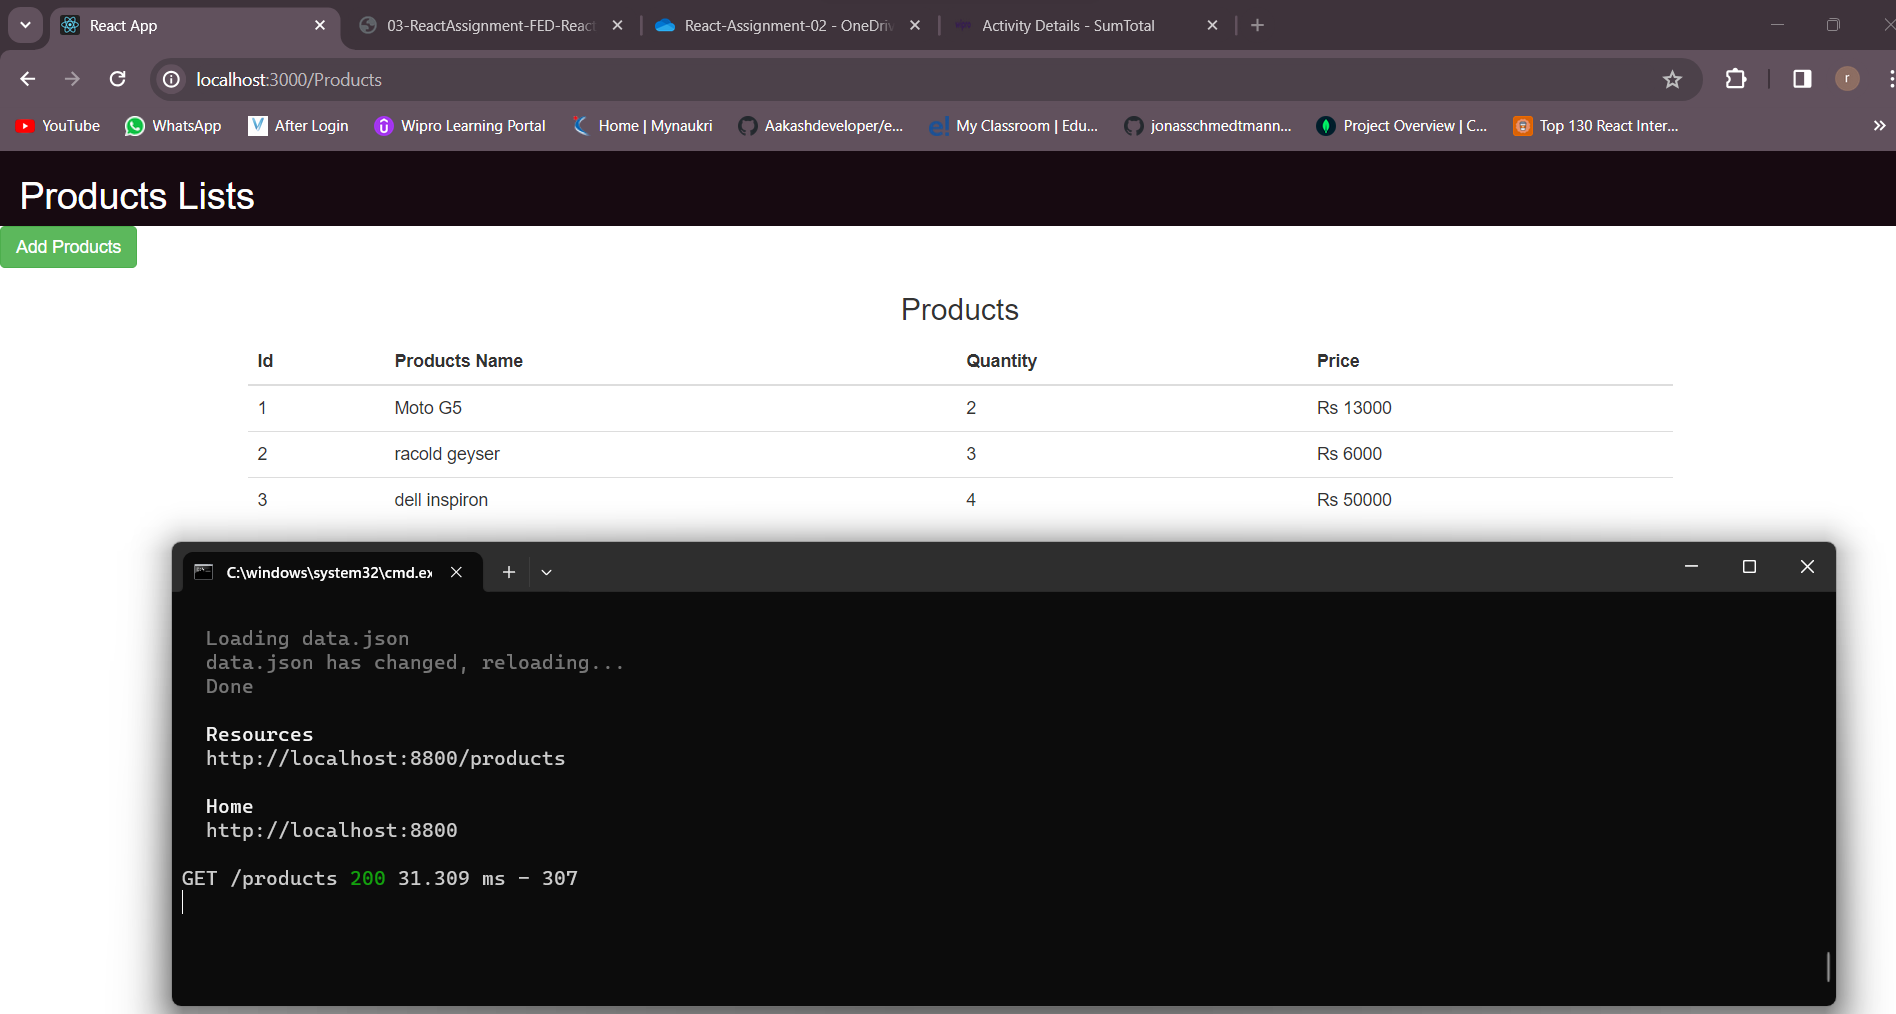 React App
03-ReactAssignment-FED-React
React-Assignment-02 - OneDriv
Activity Details - SumTotal
localhost:3000/Products
r
YouTube
WhatsApp
After Login
Wipro Learning Portal
Home | Mynaukri
Aakashdeveloper/e...
My Classroom | Edu...
jonasschmedtmann...
Project Overview | C...
Top 130 React Inter...
Products Lists
Add Products
Products
Id Products Name Quantity Price
1 Moto G5 2 Rs 13000
2 racold geyser 3 Rs 6000
3 dell inspiron 4 Rs 50000
C:\windows\system32\cmd.ex
Loading data.json
data.json has changed, reloading...
Done
Resources
http://localhost:8800/products
Home
http://localhost:8800
GET /products 200 31.309 ms - 307